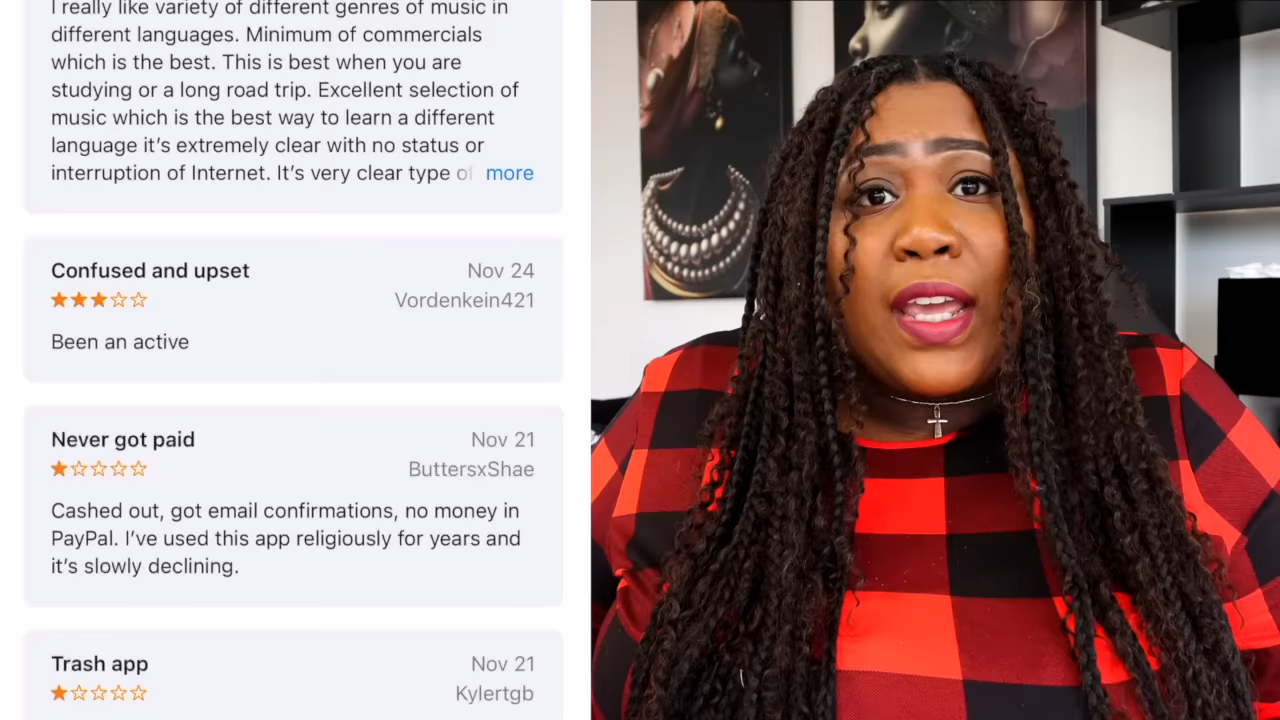 I really like variety of different genres of music in
different languages. Minimum of commercials
which is the best. This is best when you are
studying or a long road trip. Excellent selection of
music which is the best way to learn a different
language it’s extremely clear with no status or
interruption of Internet. It’s very clear type of more
Confused and upset Nov 24
Vordenkein421
Been an active
Never got paid Nov 21
ButtersxShae
Cashed out, got email confirmations, no money in
PayPal. I’ve used this app religiously for years and
it’s slowly declining.
Trash app Nov 21
Kylertgb